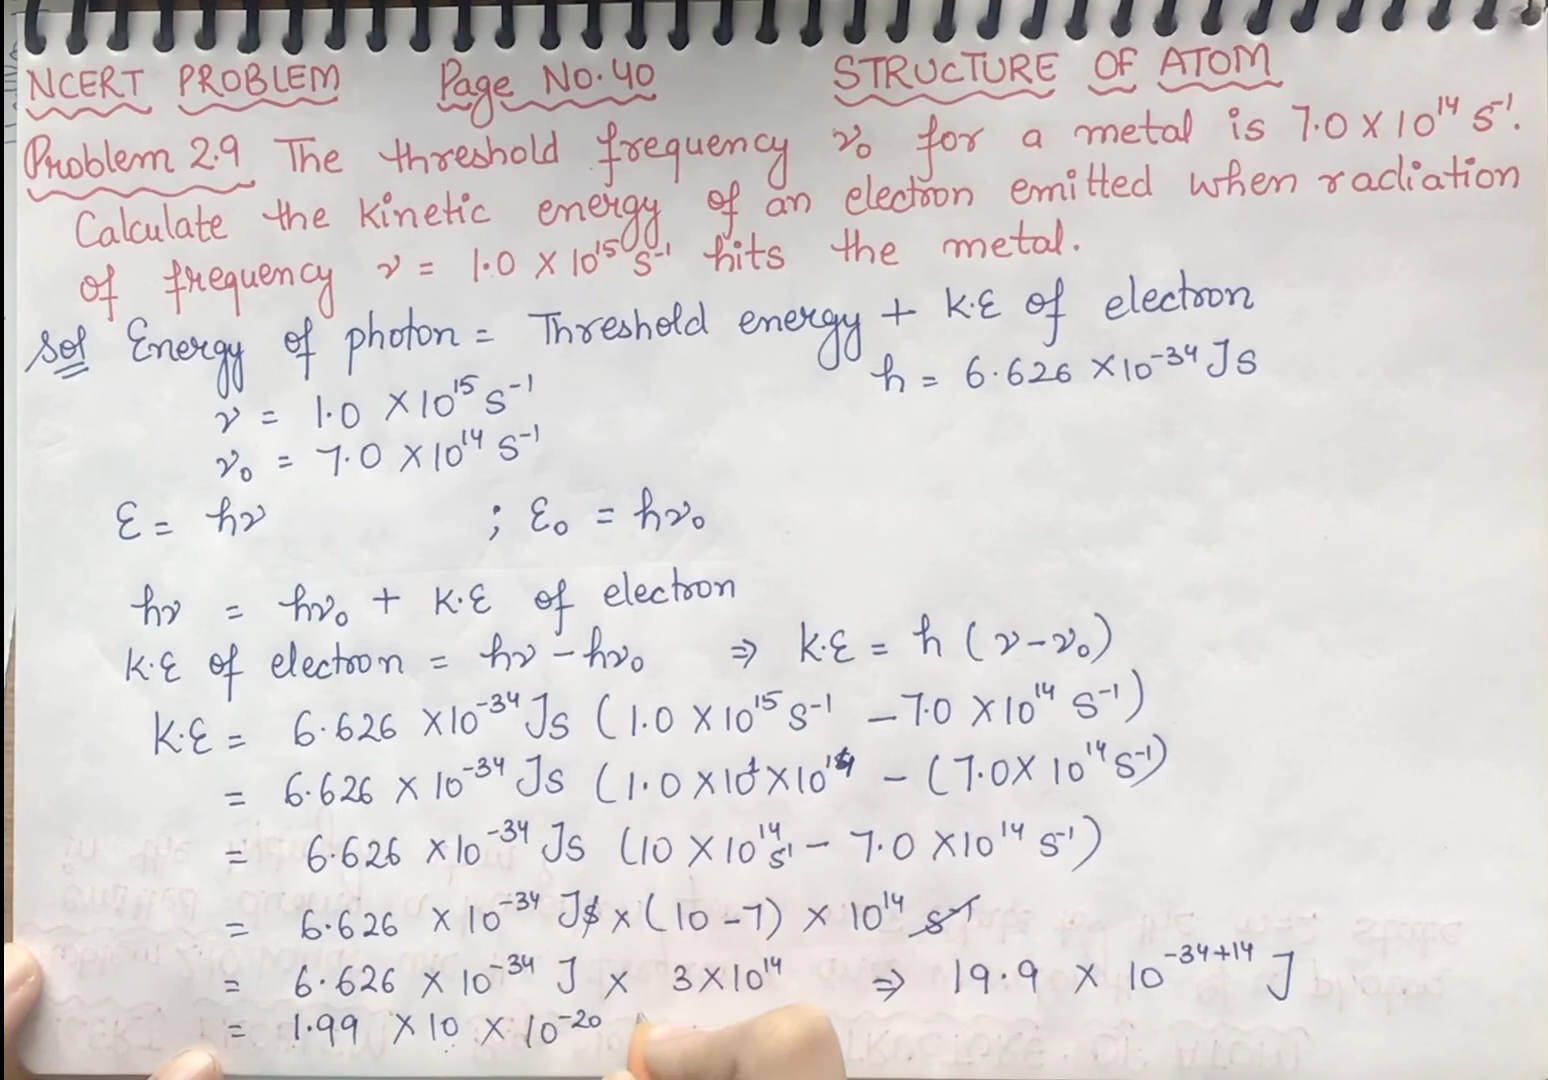 NCERT PROBLEM Page No. 40 STRUCTURE OF ATOM
Problem 2.9 The threshold frequency ν₀ for a metal is 7.0 x 10¹⁴ s⁻¹.
Calculate the kinetic energy of an electron emitted when radiation
of frequency ν = 1.0 x 10¹⁵ s⁻¹ hits the metal.
Sol Energy of photon = Threshold energy + K.E of electron
h = 6.626 x 10⁻³⁴ Js
ν = 1.0 x 10¹⁵ s⁻¹
ν₀ = 7.0 x 10¹⁴ s⁻¹
E = hν ; E₀ = hν₀
hν = hν₀ + K.E of electron
K.E of electron = hν - hν₀ ⇒ K.E = h (ν - ν₀)
K.E = 6.626 x 10⁻³⁴ Js (1.0 x 10¹⁵ s⁻¹ - 7.0 x 10¹⁴ s⁻¹)
= 6.626 x 10⁻³⁴ Js (1.0 x 10¹ x 10¹⁴ - (7.0 x 10¹⁴ s⁻¹)
= 6.626 x 10⁻³⁴ Js (10 x 10¹⁴ s⁻¹ - 7.0 x 10¹⁴ s⁻¹)
= 6.626 x 10⁻³⁴ Js x (10 - 7) x 10¹⁴ s⁻¹
= 6.626 x 10⁻³⁴ J x 3 x 10¹⁴ ⇒ 19.9 x 10⁻³⁴⁺¹⁴ J
= 1.99 x 10 x 10⁻²⁰